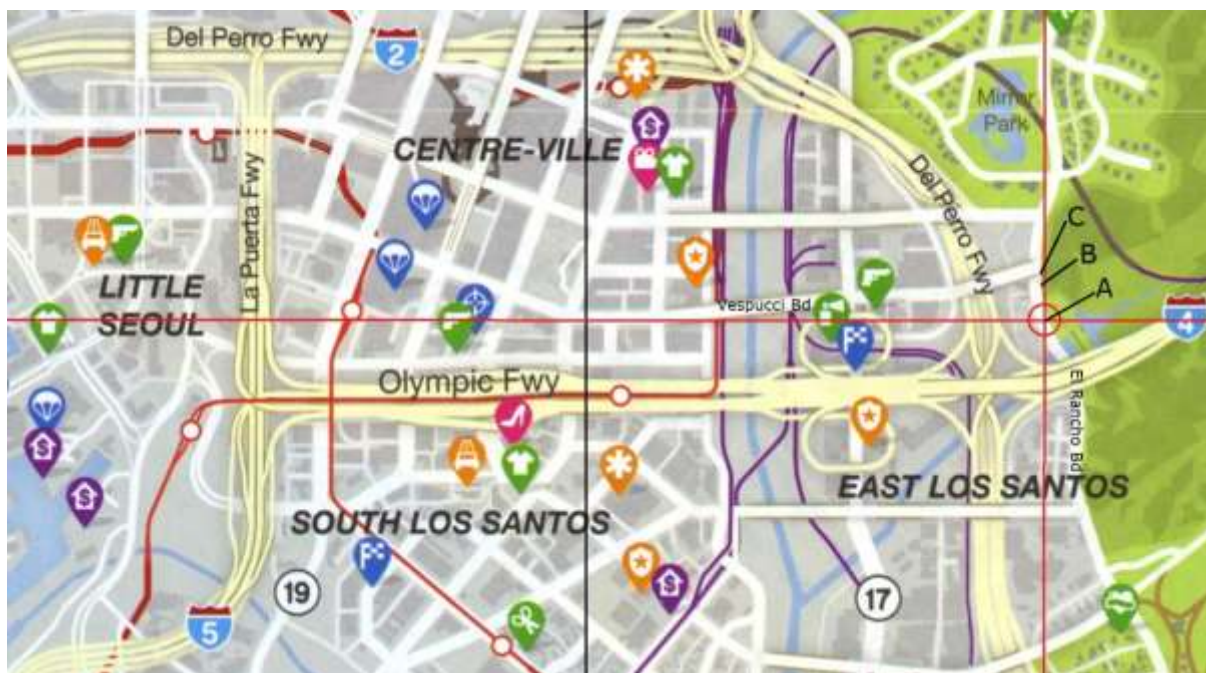 Del Perro Fwy
2
CENTRE-VILLE
Mirror
Park
La Puerta Fwy
Del Perro Fwy
C
B
A
LITTLE
SEOUL
Vespucci Bd
4
Olympic Fwy
El Rancho Bd
EAST LOS SANTOS
SOUTH LOS SANTOS
19
17
5
S
S
S
S